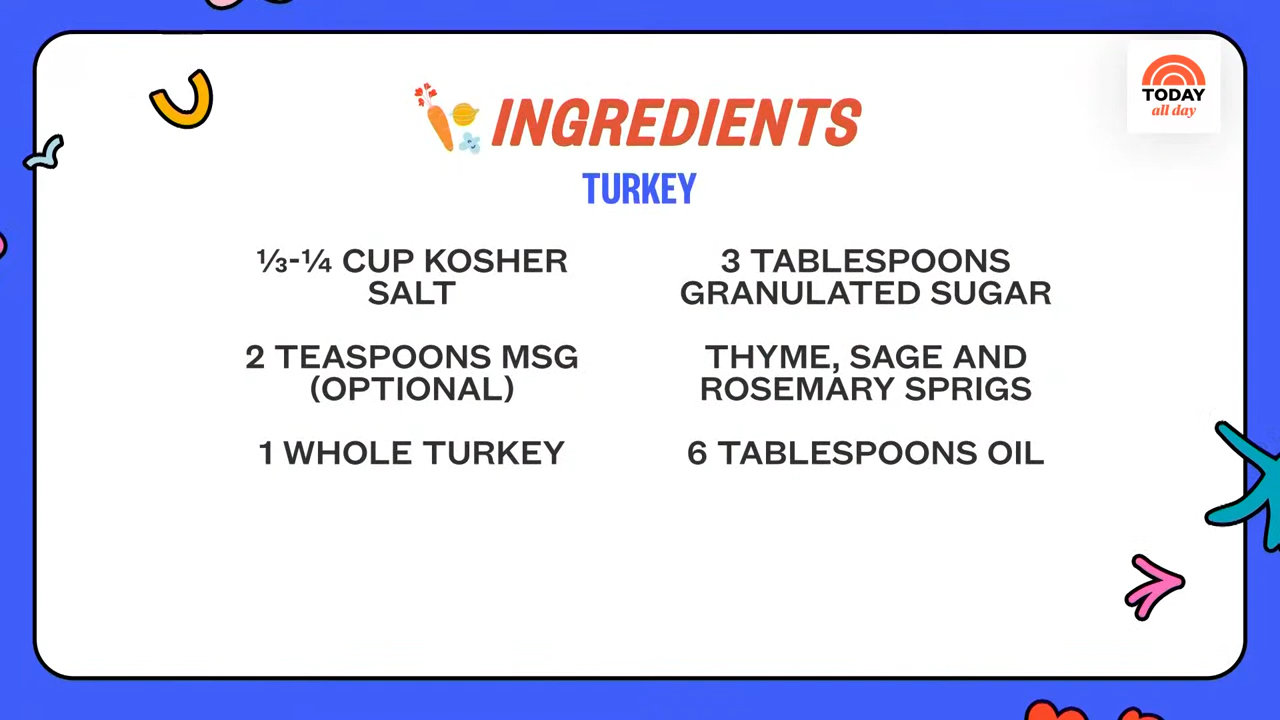 INGREDIENTS
TODAY
all day
TURKEY
⅓-¼ CUP KOSHER
SALT
2 TEASPOONS MSG
(OPTIONAL)
1 WHOLE TURKEY
3 TABLESPOONS
GRANULATED SUGAR
THYME, SAGE AND
ROSEMARY SPRIGS
6 TABLESPOONS OIL